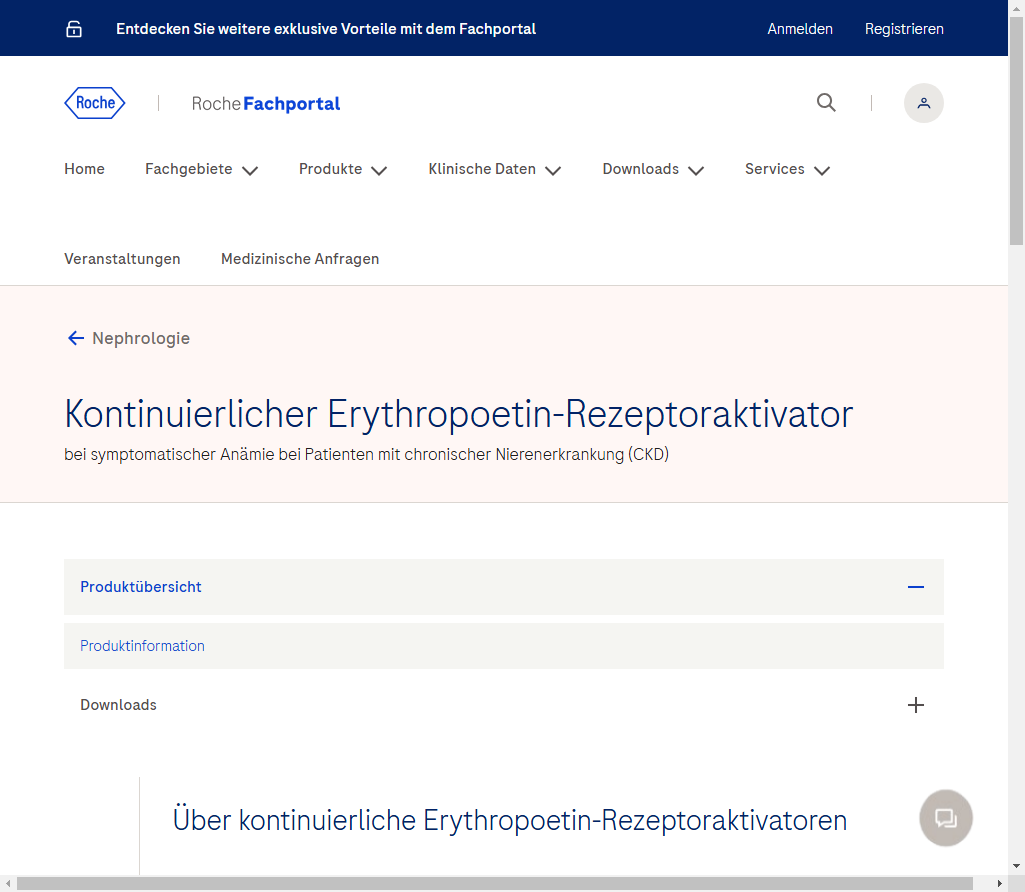 Entdecken Sie weitere exklusive Vorteile mit dem Fachportal
Anmelden
Registrieren
Roche
Roche Fachportal
Home
Fachgebiete
Produkte
Klinische Daten
Downloads
Services
Veranstaltungen
Medizinische Anfragen
Nephrologie
Kontinuierlicher Erythropoetin-Rezeptoraktivator
bei symptomatischer Anämie bei Patienten mit chronischer Nierenerkrankung (CKD)
Produktübersicht
Produktinformation
Downloads
Über kontinuierliche Erythropoetin-Rezeptoraktivatoren